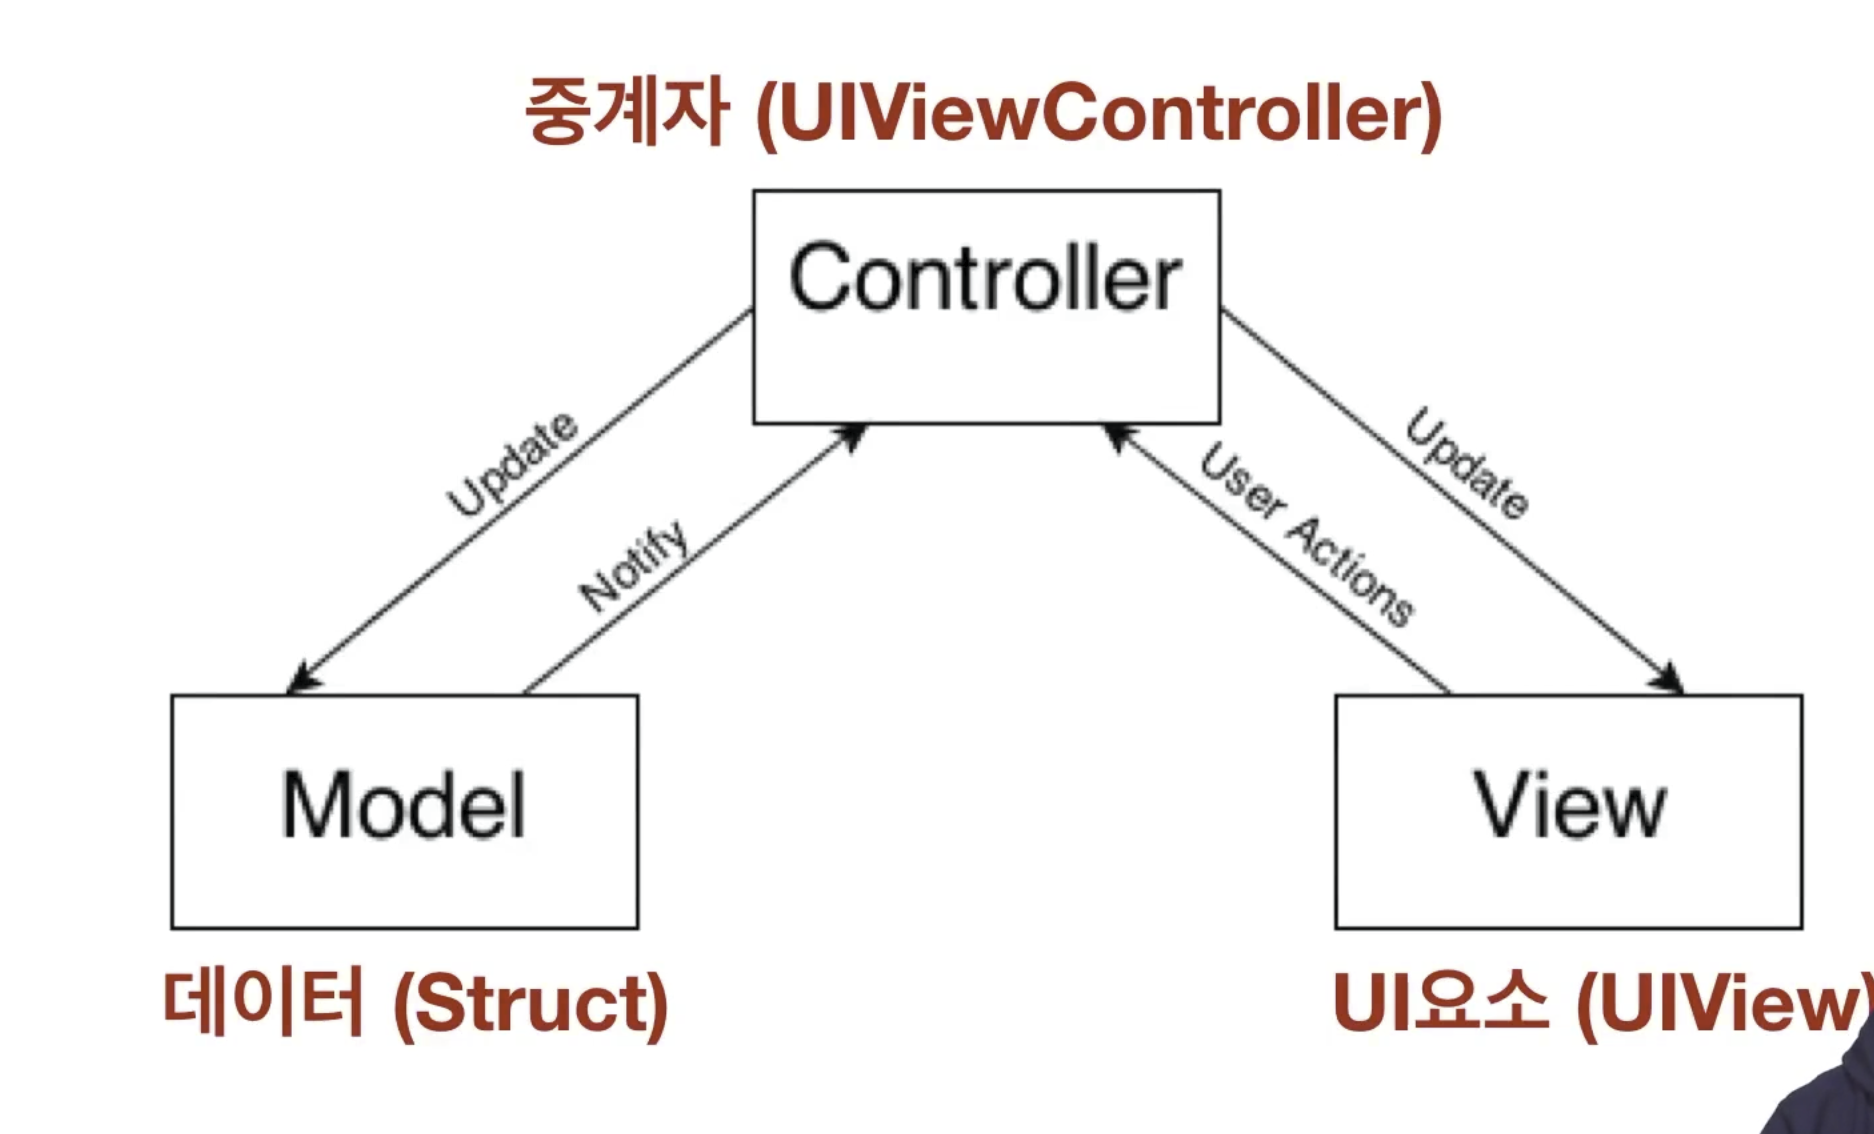 중계자 (UIViewController)
Controller
Update
Notify
User Actions
Update
Model
View
데이터 (Struct)
UI요소 (UIView)